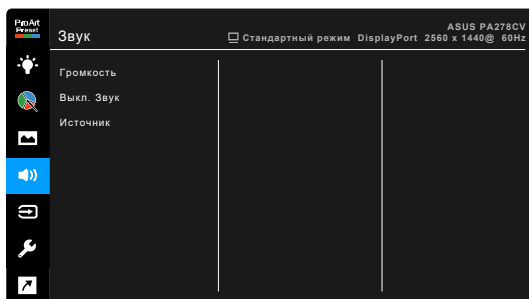 ProArt
Preset
Звук
ASUS PA278CV
Стандартный режим DisplayPort 2560 x 1440@ 60Hz
Громкость
Выкл. Звук
Источник